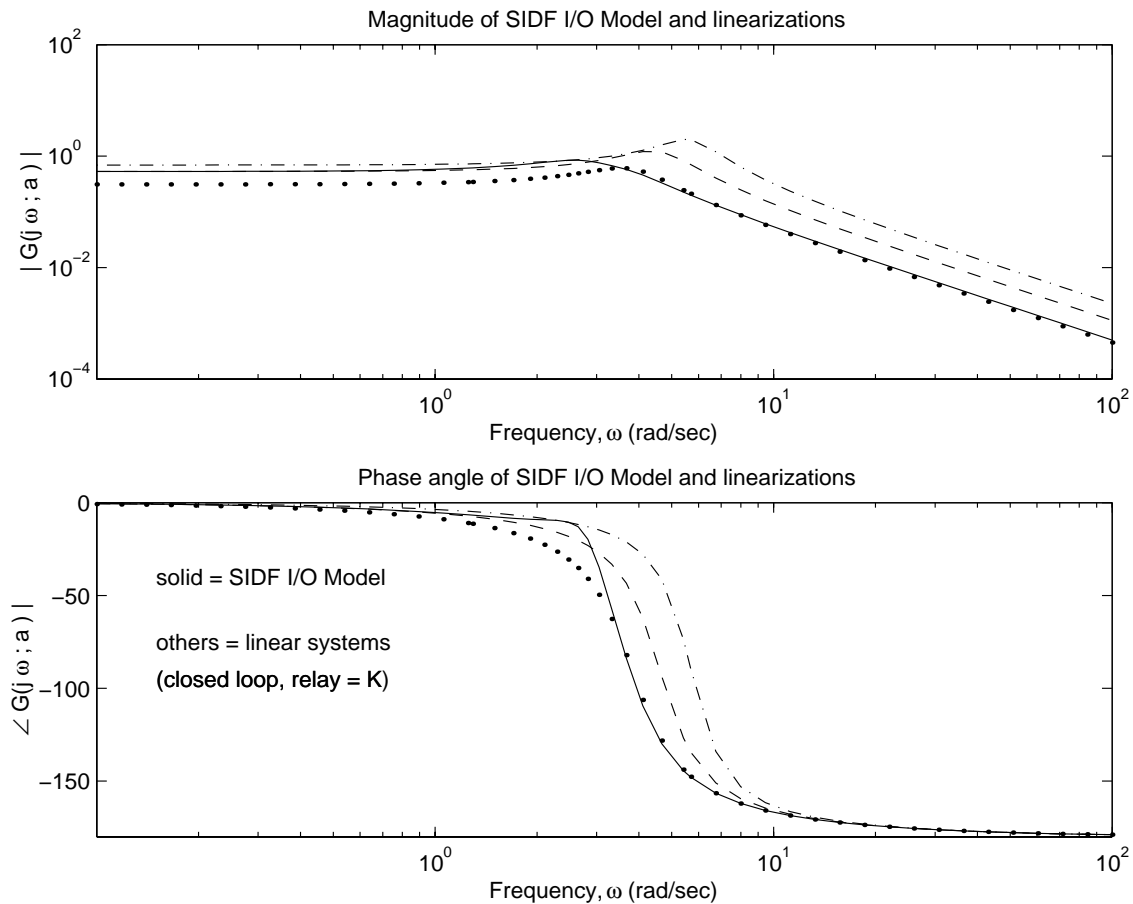 Magnitude of SIDF I/O Model and linearizations
10^2
10^0
10^−2
10^−4
| G(j ω ; a ) |
10^0
10^1
10^2
Frequency, ω (rad/sec)
Phase angle of SIDF I/O Model and linearizations
0
−50
−100
−150
∠ G(j ω ; a ) |
solid = SIDF I/O Model
others = linear systems
(closed loop, relay = K)
10^0
10^1
10^2
Frequency, ω (rad/sec)